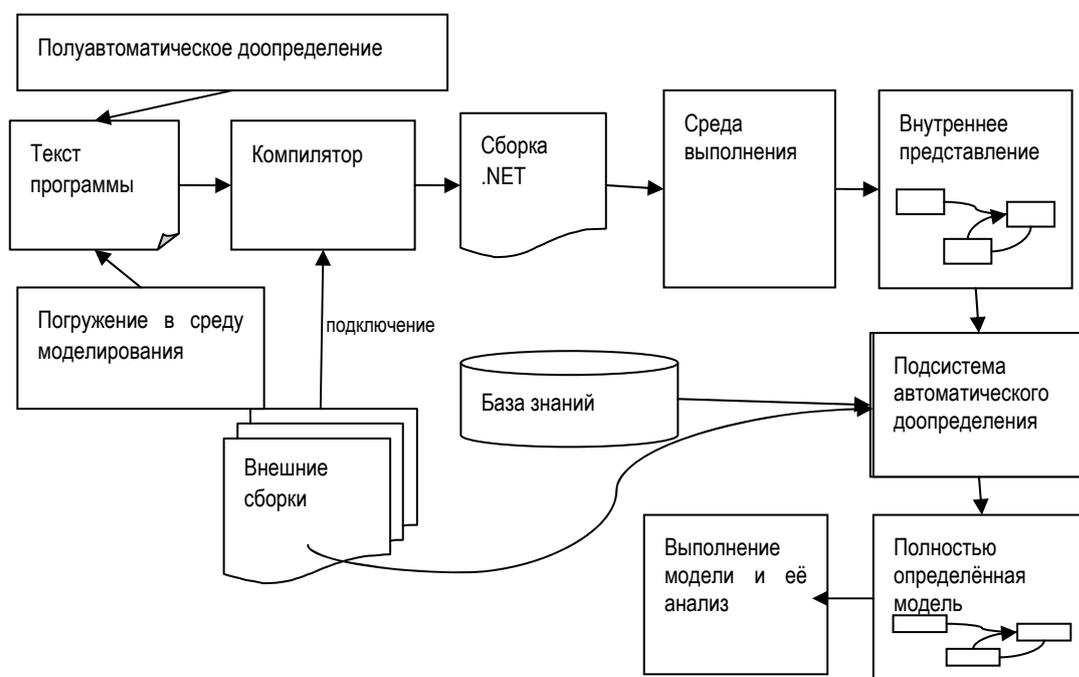 Полуавтоматическое доопределение
Текст
программы
Компилятор
Сборка
.NET
Среда
выполнения
Внутреннее
представление
Погружение в среду
моделирования
подключение
База знаний
Подсистема
автоматического
доопределения
Внешние
сборки
Выполнение
модели и её
анализ
Полностью
определённая
модель